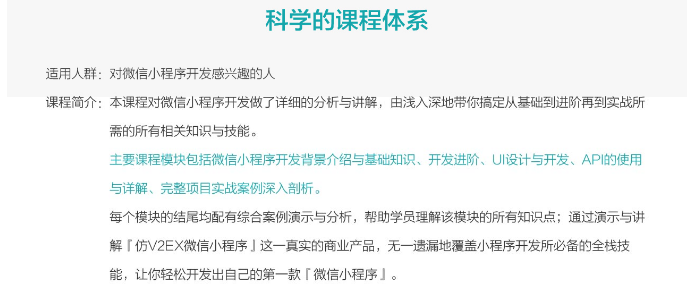 科学的课程体系
适用人群：对微信小程序开发感兴趣的人
课程简介：本课程对微信小程序开发做了详细的分析与讲解，由浅入深地带你搞定从基础到进阶再到实战所
需的所有相关知识与技能。
主要课程模块包括微信小程序开发背景介绍与基础知识、开发进阶、UI设计与开发、API的使用
与详解、完整项目实战案例深入剖析。
每个模块的结尾均配有综合案例演示与分析，帮助学员理解该模块的所有知识点；通过演示与讲
解『仿V2EX微信小程序』这一真实的商业产品，无一遗漏地覆盖小程序开发所必备的全栈技
能，让你轻松开发出自己的第一款『微信小程序』。